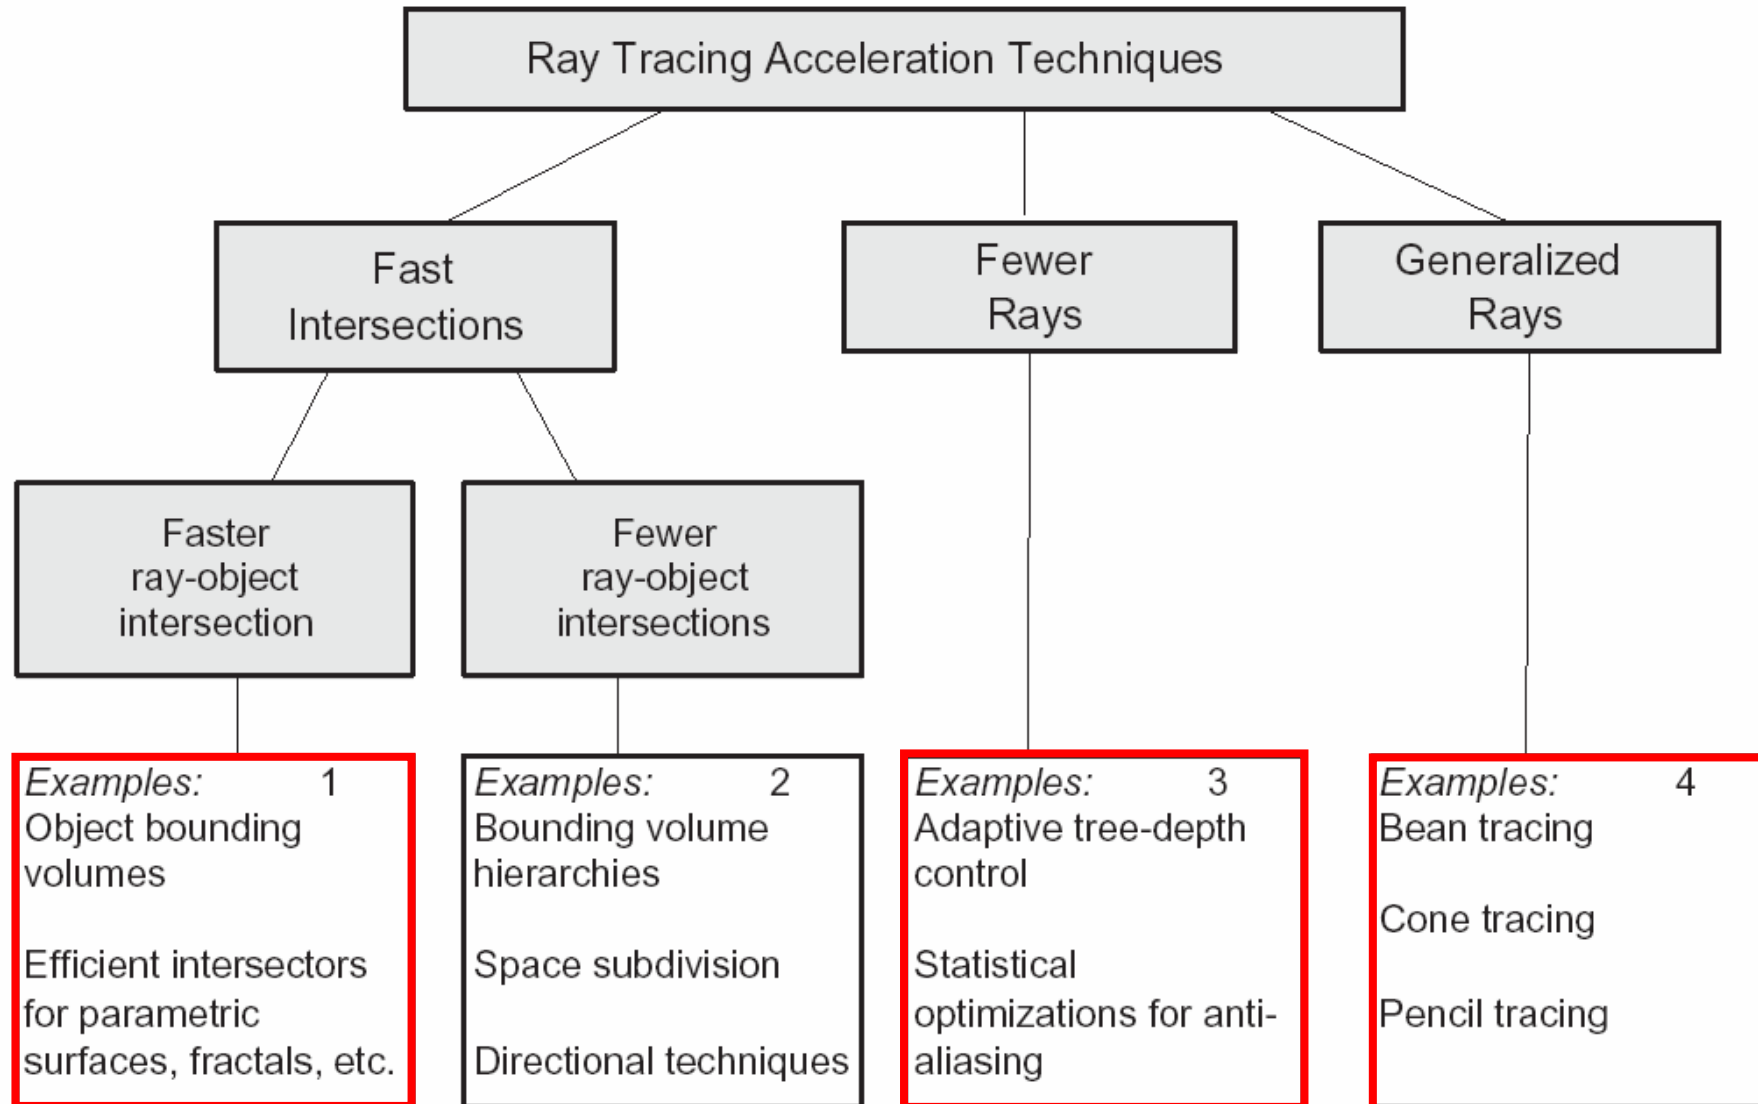 Ray Tracing Acceleration Techniques
Fast
Intersections
Fewer
Rays
Generalized
Rays
Faster
ray-object
intersection
Fewer
ray-object
intersections
Examples: 1
Object bounding
volumes
Efficient intersectors
for parametric
surfaces, fractals, etc.
Examples: 2
Bounding volume
hierarchies
Space subdivision
Directional techniques
Examples: 3
Adaptive tree-depth
control
Statistical
optimizations for anti-
aliasing
Examples: 4
Bean tracing
Cone tracing
Pencil tracing